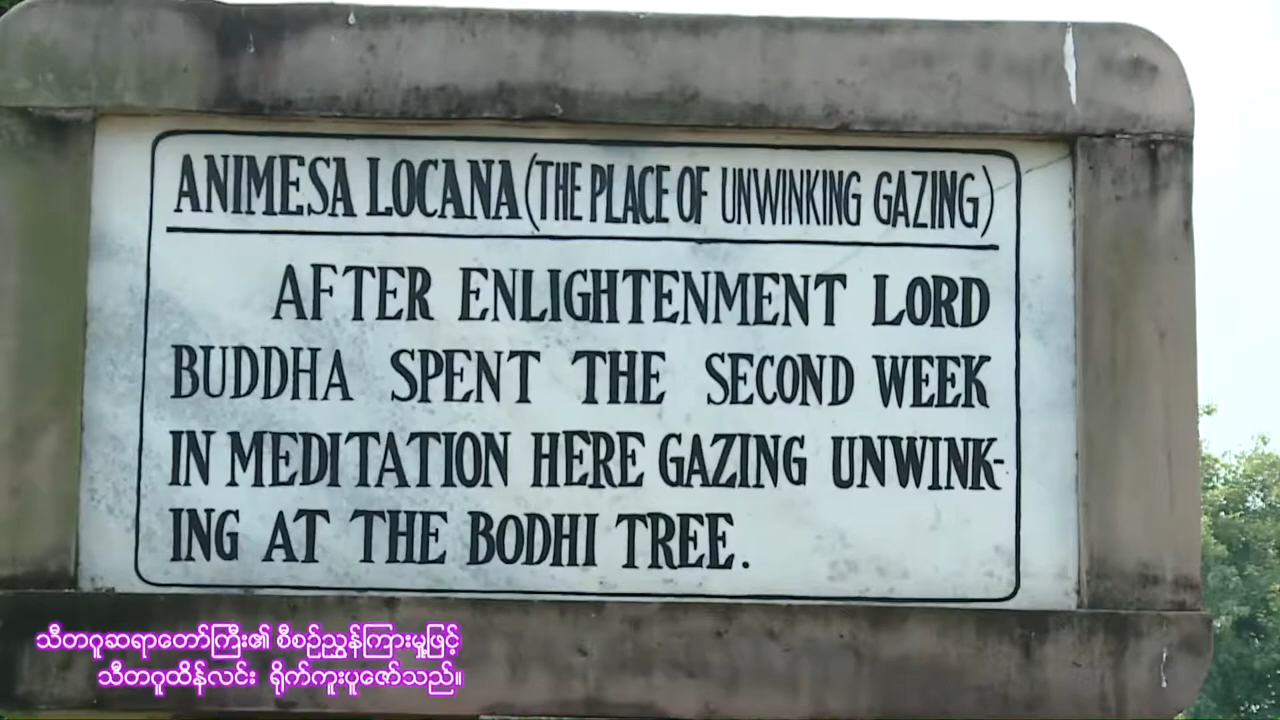 ANIMESA LOCANA (THE PLACE OF UNWINKING GAZING)
AFTER ENLIGHTENMENT LORD
BUDDHA SPENT THE SECOND WEEK
IN MEDITATION HERE GAZING UNWINK-
ING AT THE BODHI TREE.
သီတဂူဆရာတော်ကြီး၏ စီစဉ်ညွှန်ကြားမှုဖြင့်
သီတဂူထိန်လင်း ရိုက်ကူးပူဇော်သည်။